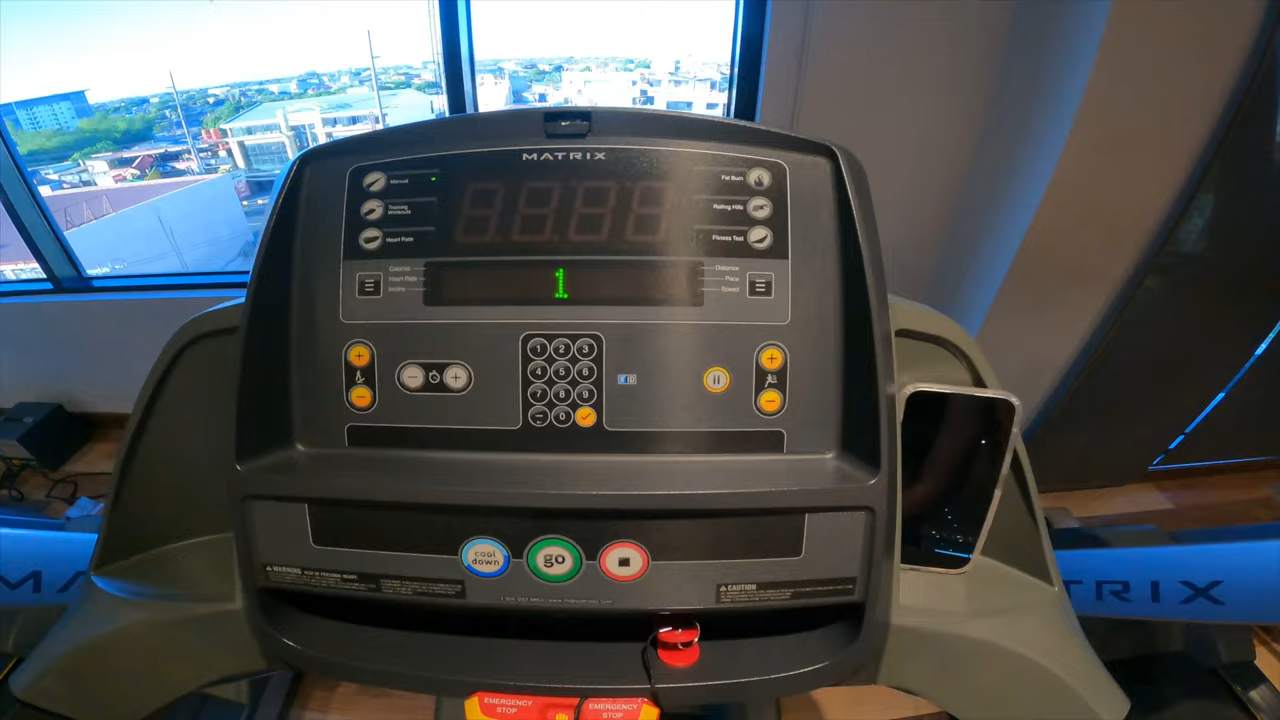 MATRIX
Manual
Training
Workouts
Heart Rate
Fat Burn
Rolling Hills
Fitness Test
Calories
Heart Rate
Incline
1
Distance
Pace
Speed
1 2 3
4 5 6
7 8 9
0
cool
down
go
WARNING
CAUTION
EMERGENCY
STOP
EMERGENCY
STOP
MA
TRIX